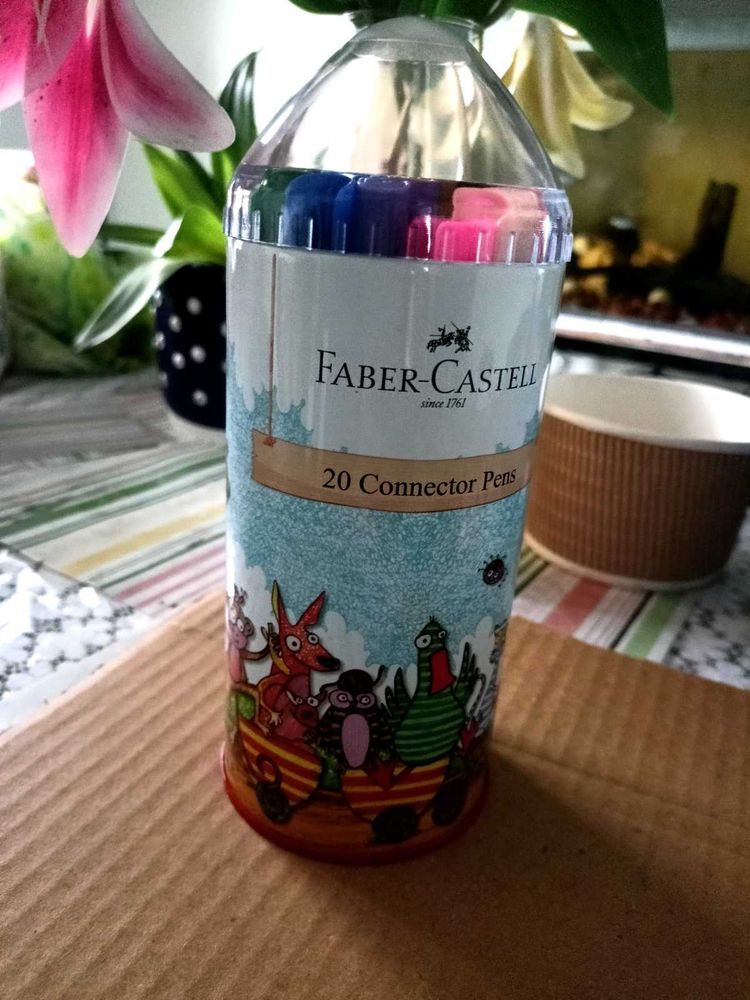 FABER-CASTELL
since 1761
20 Connector Pens